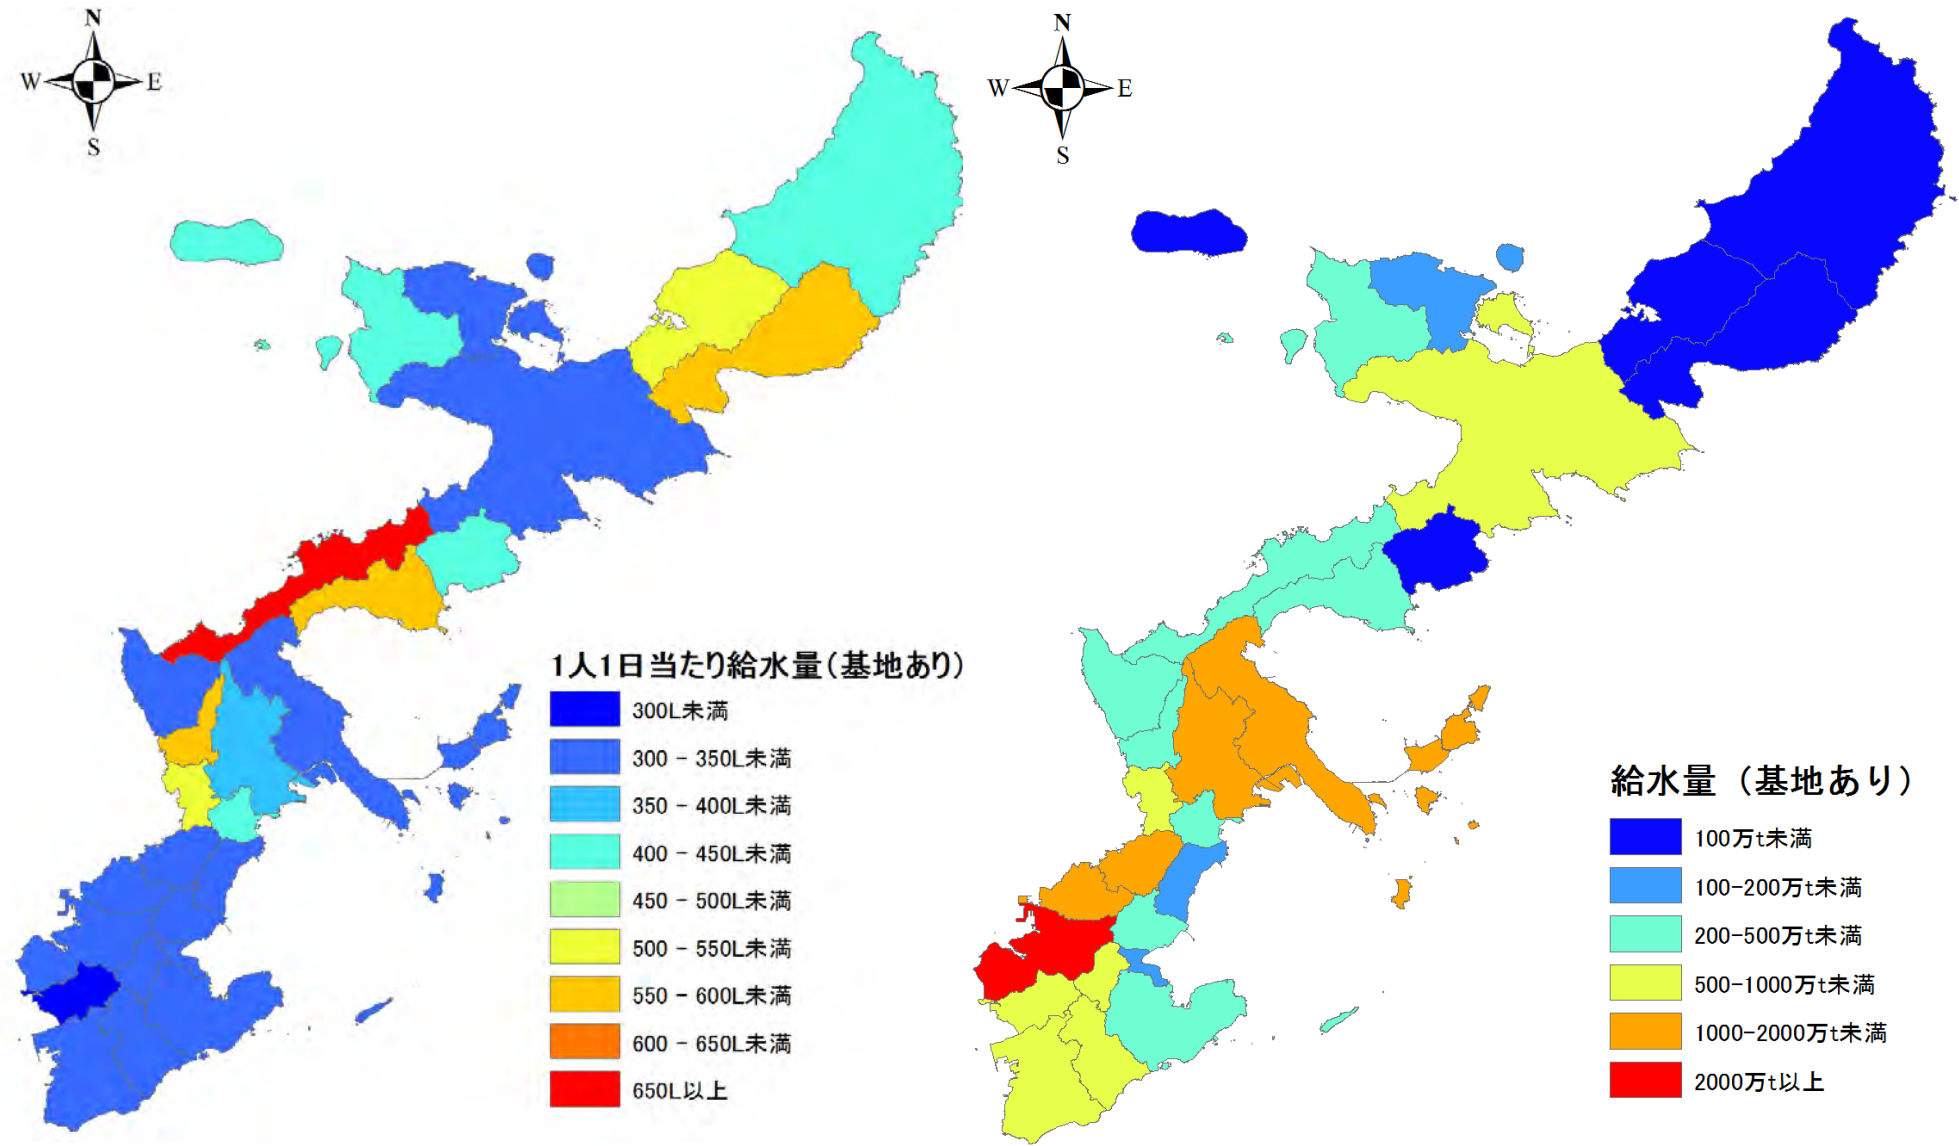 N
W
E
S
1人1日当たり給水量(基地あり)
300L未満
300 - 350L未満
350 - 400L未満
400 - 450L未満
450 - 500L未満
500 - 550L未満
550 - 600L未満
600 - 650L未満
650L以上
N
W
E
S
給水量(基地あり)
100万t未満
100-200万t未満
200-500万t未満
500-1000万t未満
1000-2000万t未満
2000万t以上